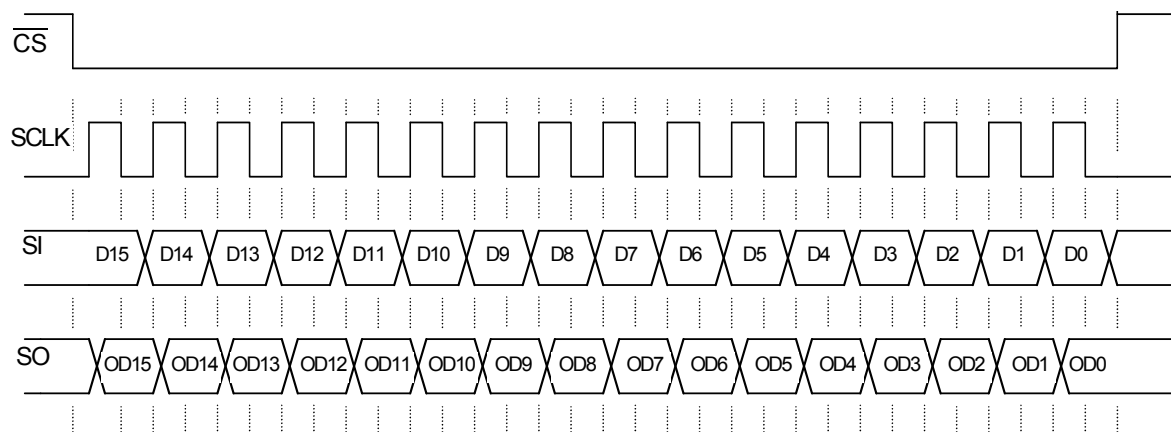 CS
SCLK
SI D15 D14 D13 D12 D11 D10 D9 D8 D7 D6 D5 D4 D3 D2 D1 D0
SO OD15 OD14 OD13 OD12 OD11 OD10 OD9 OD8 OD7 OD6 OD5 OD4 OD3 OD2 OD1 OD0